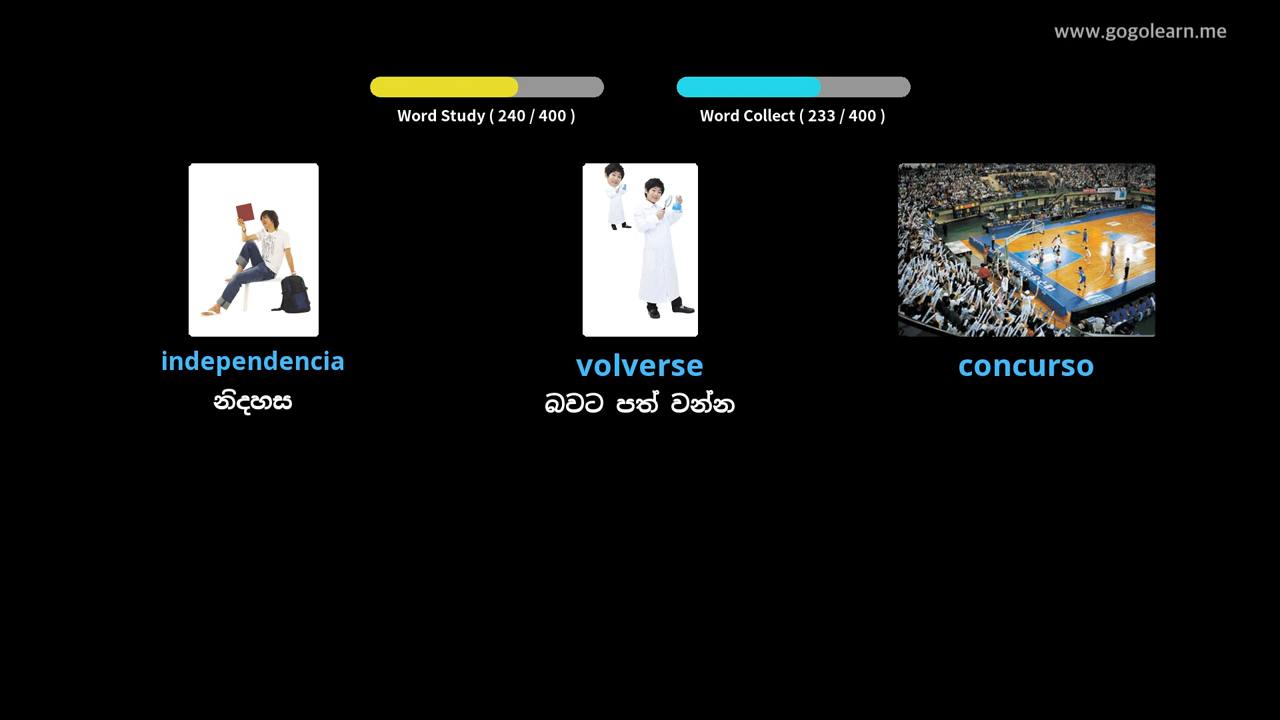 www.gogolearn.me
Word Study ( 240 / 400 )
Word Collect ( 233 / 400 )
independencia
volverse
concurso
නිදහස
බවට පත් වන්න